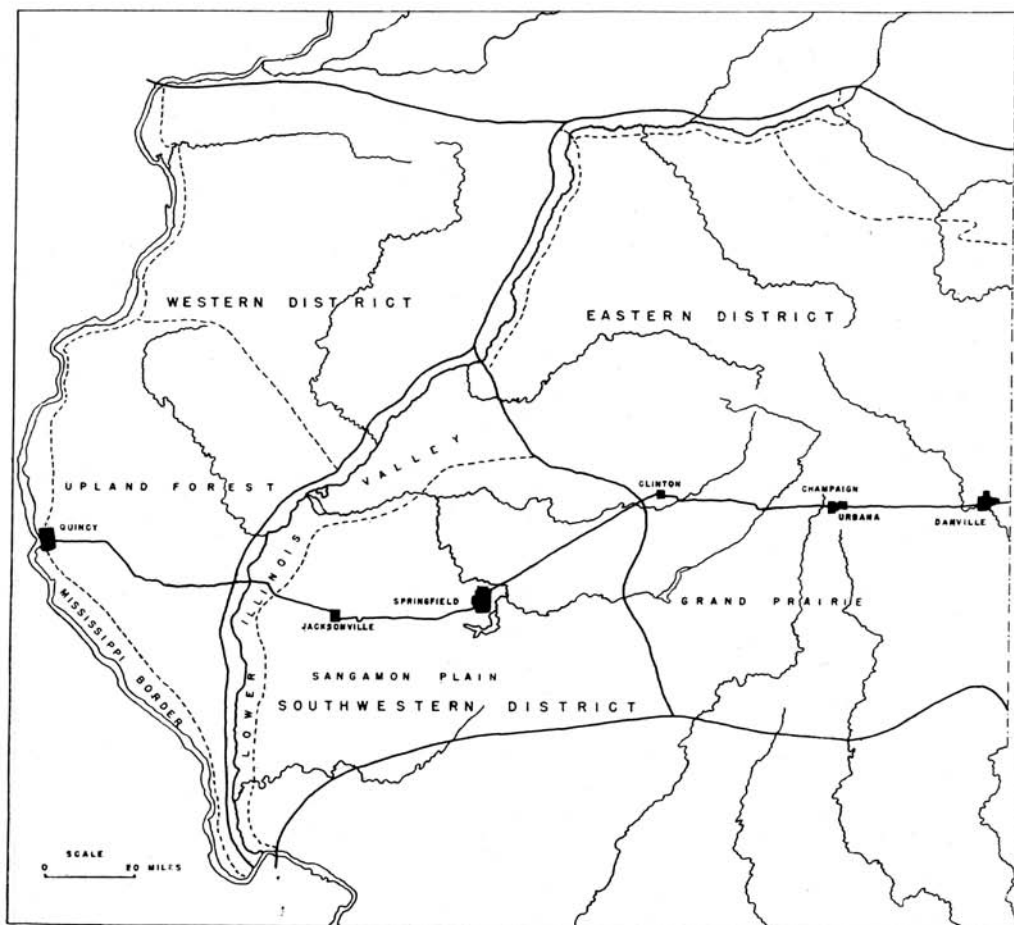 WESTERN DISTRICT
EASTERN DISTRICT
VALLEY
UPLAND FOREST
CLINTON
CHAMPAIGN
URBANA
DANVILLE
QUINCY
ILLINOIS
SPRINGFIELD
GRAND PRAIRIE
MISSISSIPPI BORDER
JACKSONVILLE
LOWER
SANGAMON PLAIN
SOUTHWESTERN DISTRICT
SCALE
0 20 MILES